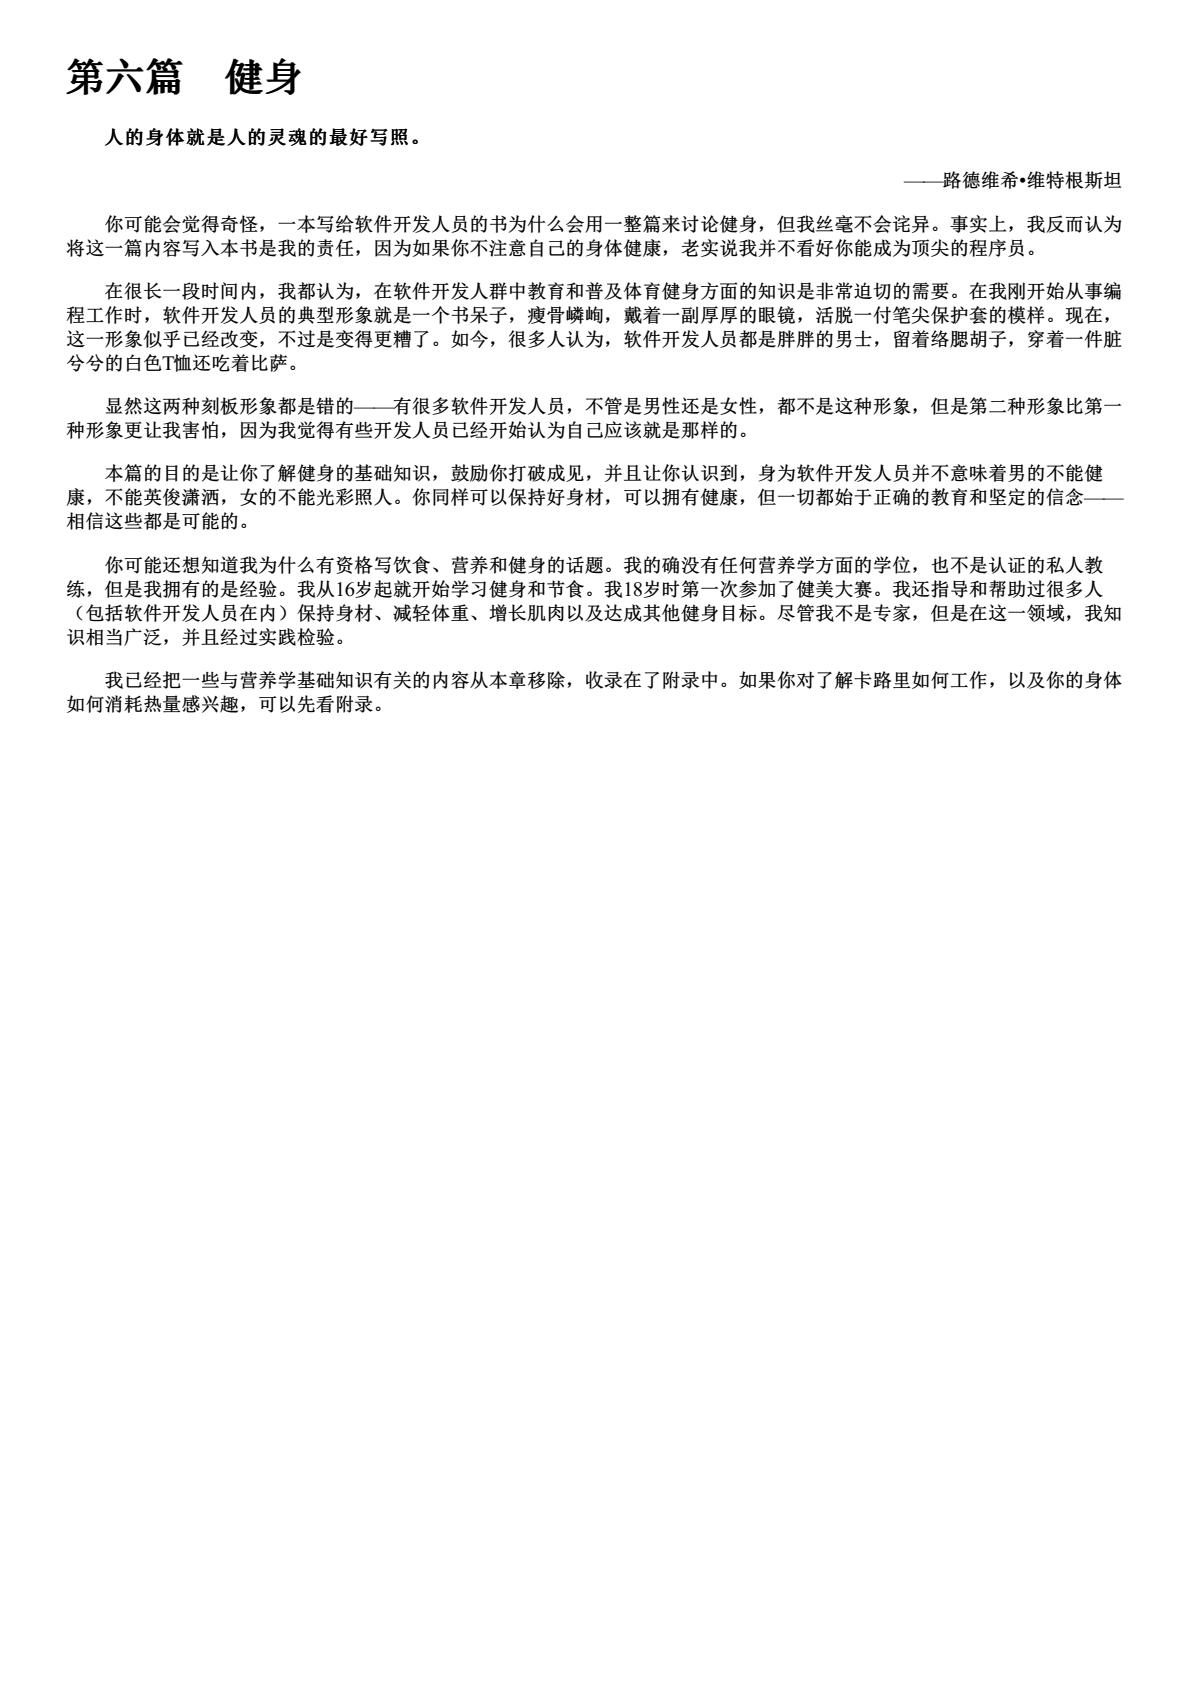 第六篇　健身
人的身体就是人的灵魂的最好写照。
——路德维希•维特根斯坦
你可能会觉得奇怪，一本写给软件开发人员的书为什么会用一整篇来讨论健身，但我丝毫不会诧异。事实上，我反而认为
将这一篇内容写入本书是我的责任，因为如果你不注意自己的身体健康，老实说我并不看好你能成为顶尖的程序员。
在很长一段时间内，我都认为，在软件开发人群中教育和普及体育健身方面的知识是非常迫切的需要。在我刚开始从事编
程工作时，软件开发人员的典型形象就是一个书呆子，瘦骨嶙峋，戴着一副厚厚的眼镜，活脱一付笔尖保护套的模样。现在，
这一形象似乎已经改变，不过是变得更糟了。如今，很多人认为，软件开发人员都是胖胖的男士，留着络腮胡子，穿着一件脏
兮兮的白色T恤还吃着比萨。
显然这两种刻板形象都是错的——有很多软件开发人员，不管是男性还是女性，都不是这种形象，但是第二种形象比第一
种形象更让我害怕，因为我觉得有些开发人员已经开始认为自己应该就是那样的。
本篇的目的是让你了解健身的基础知识，鼓励你打破成见，并且让你认识到，身为软件开发人员并不意味着男的不能健
康，不能英俊潇洒，女的不能光彩照人。你同样可以保持好身材，可以拥有健康，但一切都始于正确的教育和坚定的信念——
相信这些都是可能的。
你可能还想知道我为什么有资格写饮食、营养和健身的话题。我的确没有任何营养学方面的学位，也不是认证的私人教
练，但是我拥有的是经验。我从16岁起就开始学习健身和节食。我18岁时第一次参加了健美大赛。我还指导和帮助过很多人
（包括软件开发人员在内）保持身材、减轻体重、增长肌肉以及达成其他健身目标。尽管我不是专家，但是在这一领域，我知
识相当广泛，并且经过实践检验。
我已经把一些与营养学基础知识有关的内容从本章移除，收录在了附录中。如果你对了解卡路里如何工作，以及你的身体
如何消耗热量感兴趣，可以先看附录。